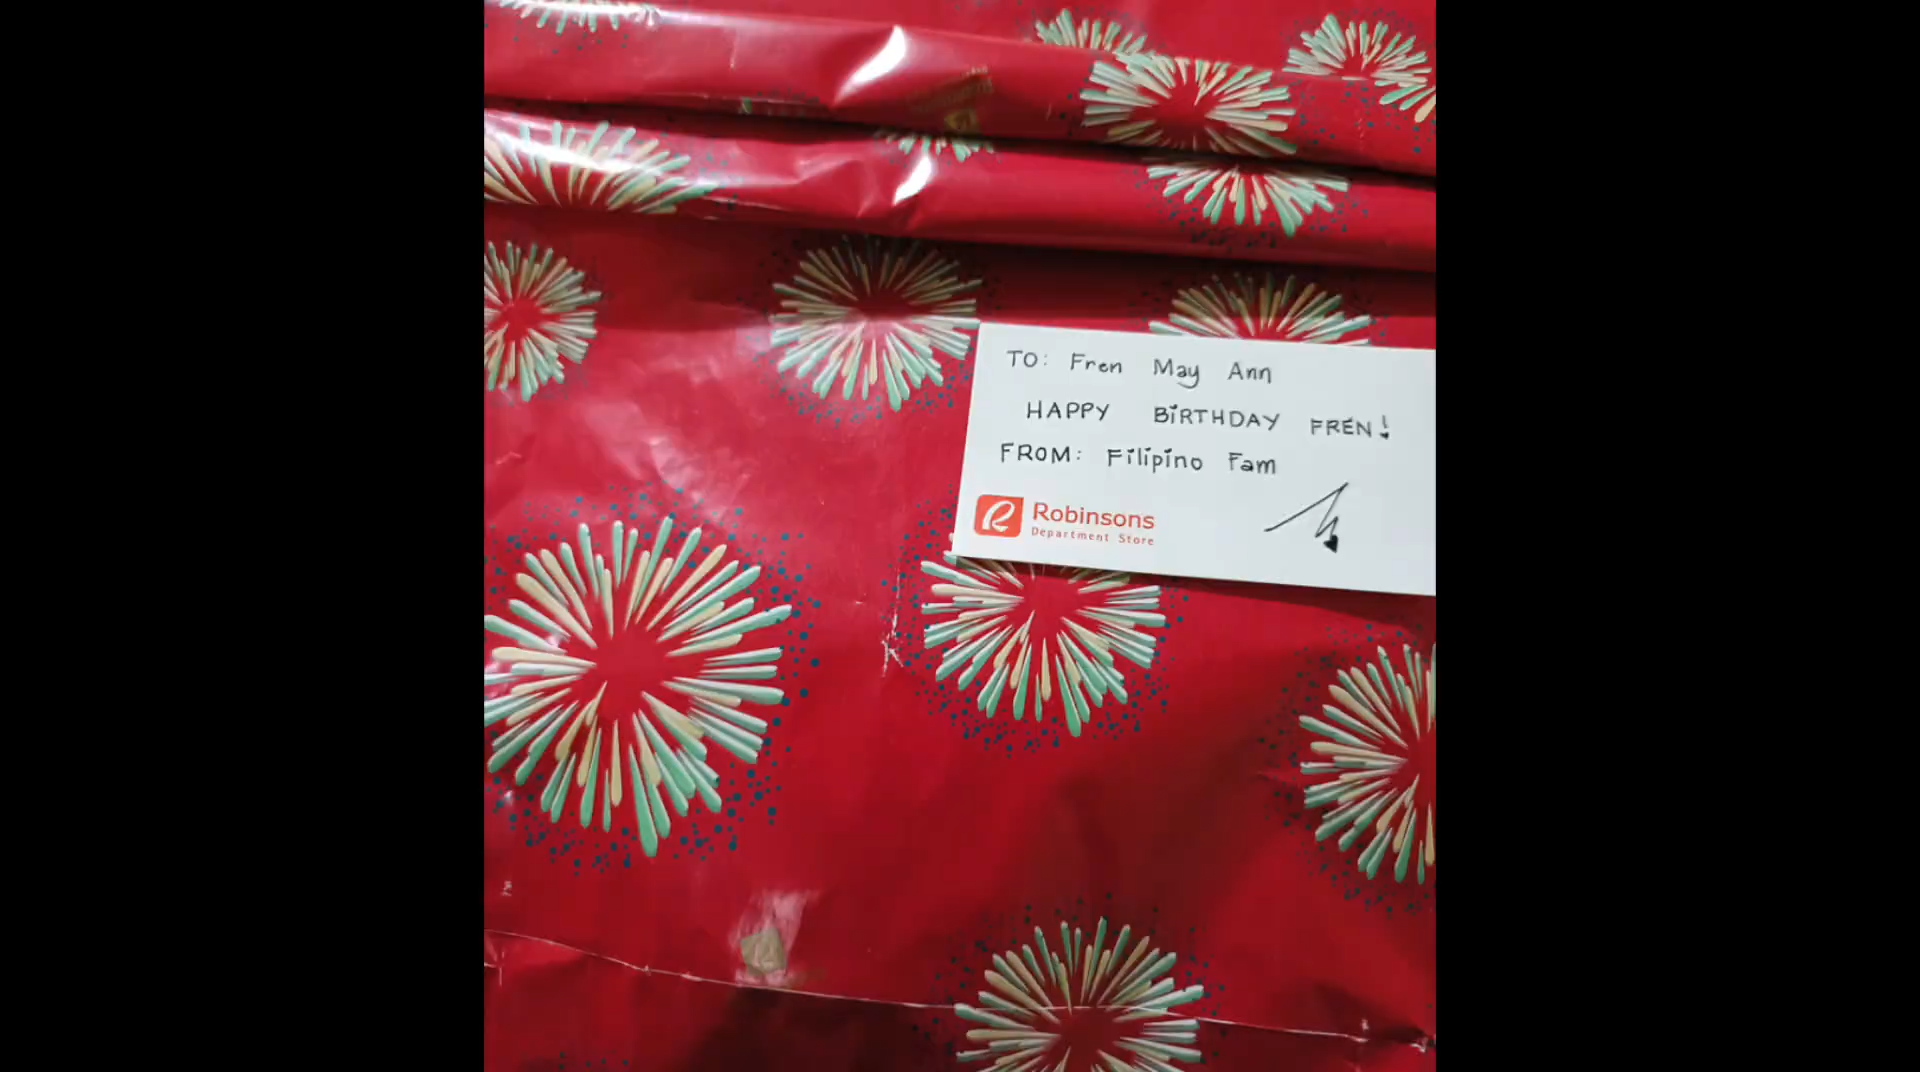 TO: Fren May Ann
HAPPY BiRTHDAY FREN!
FROM: Filipino Fam
Robinsons
Department Store